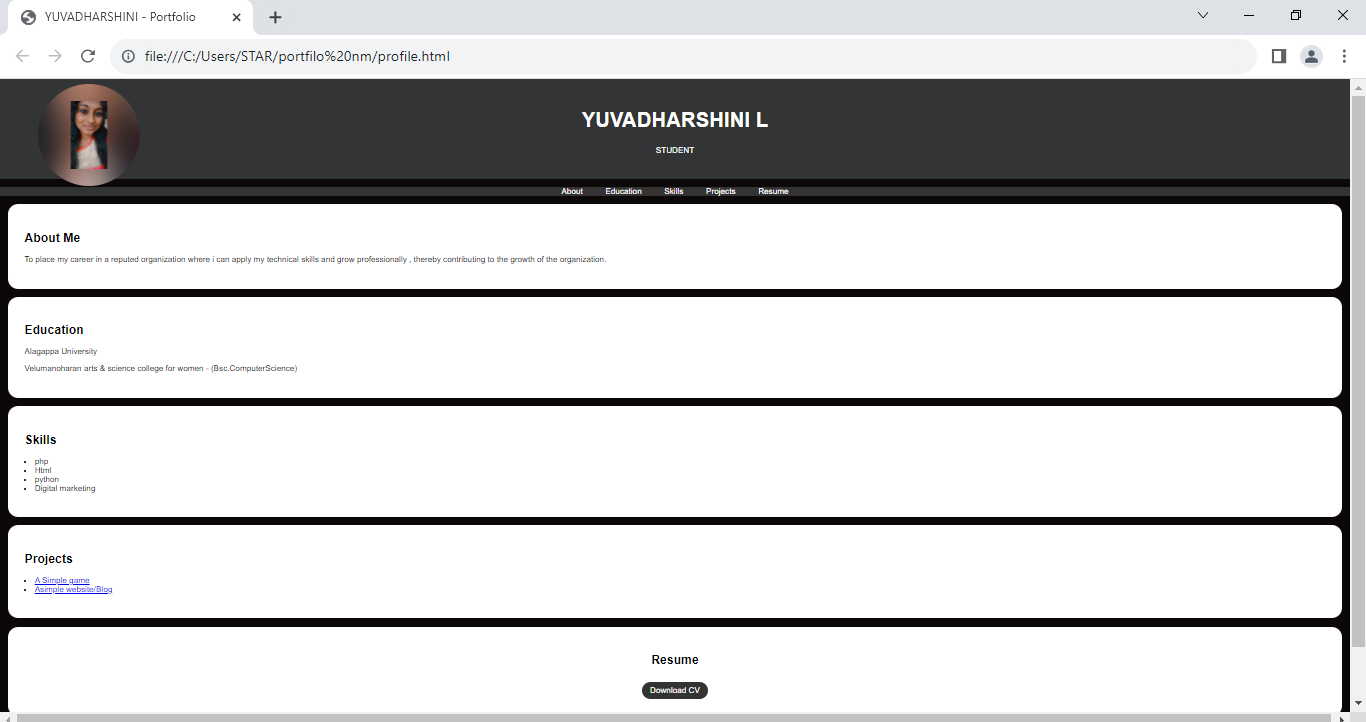 YUVADHARSHINI - Portfolio
file:///C:/Users/STAR/portfilo%20nm/profile.html
YUVADHARSHINI L
STUDENT
About Education Skills Projects Resume
About Me
To place my career in a reputed organization where i can apply my technical skills and grow professionally , thereby contributing to the growth of the organization.
Education
Alagappa University
Velumanoharan arts & science college for women - (Bsc.ComputerScience)
Skills
php
Html
python
Digital marketing
Projects
A Simple game
Asimple website/Blog
Resume
Download CV